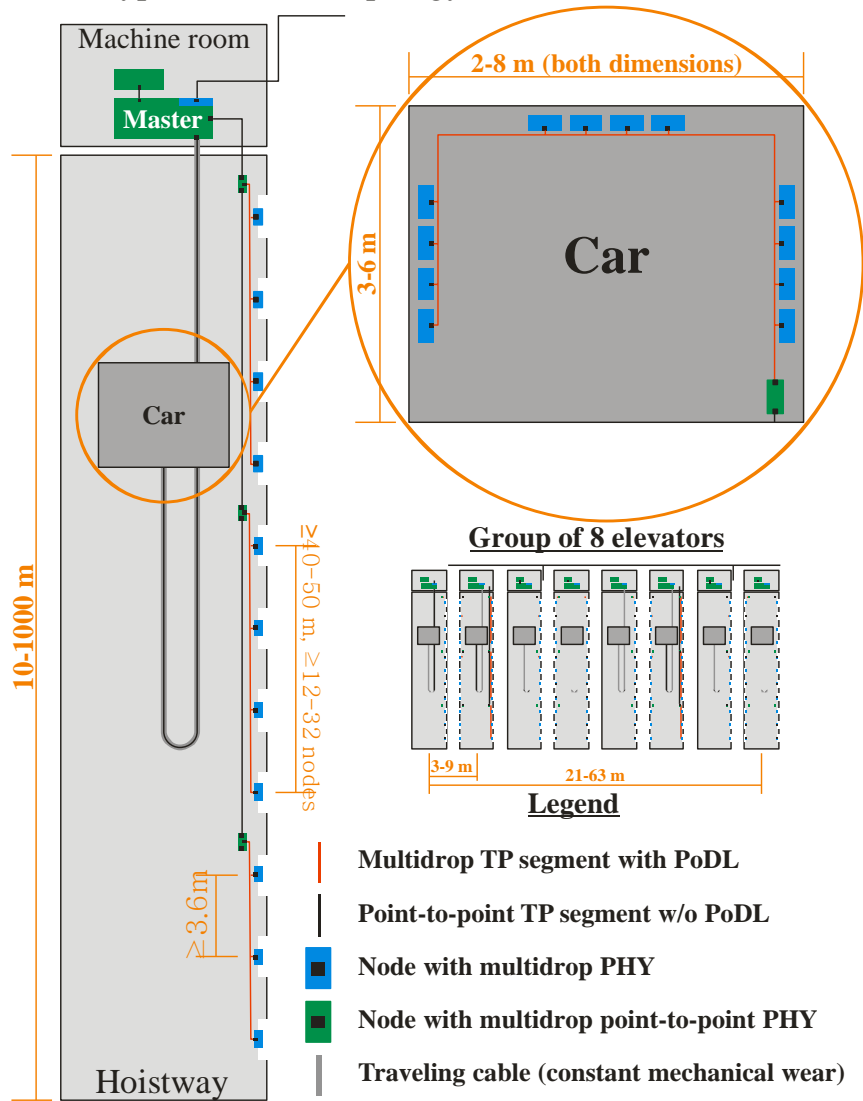 Machine room
Master
2-8 m (both dimensions)
3-6 m
Car
Car
10-1000 m
≥40-50 m, ≥12-32 nodes
≥3.6m
Hoistway
Group of 8 elevators
3-9 m
21-63 m
Legend
Multidrop TP segment with PoDL
Point-to-point TP segment w/o PoDL
Node with multidrop PHY
Node with multidrop point-to-point PHY
Traveling cable (constant mechanical wear)